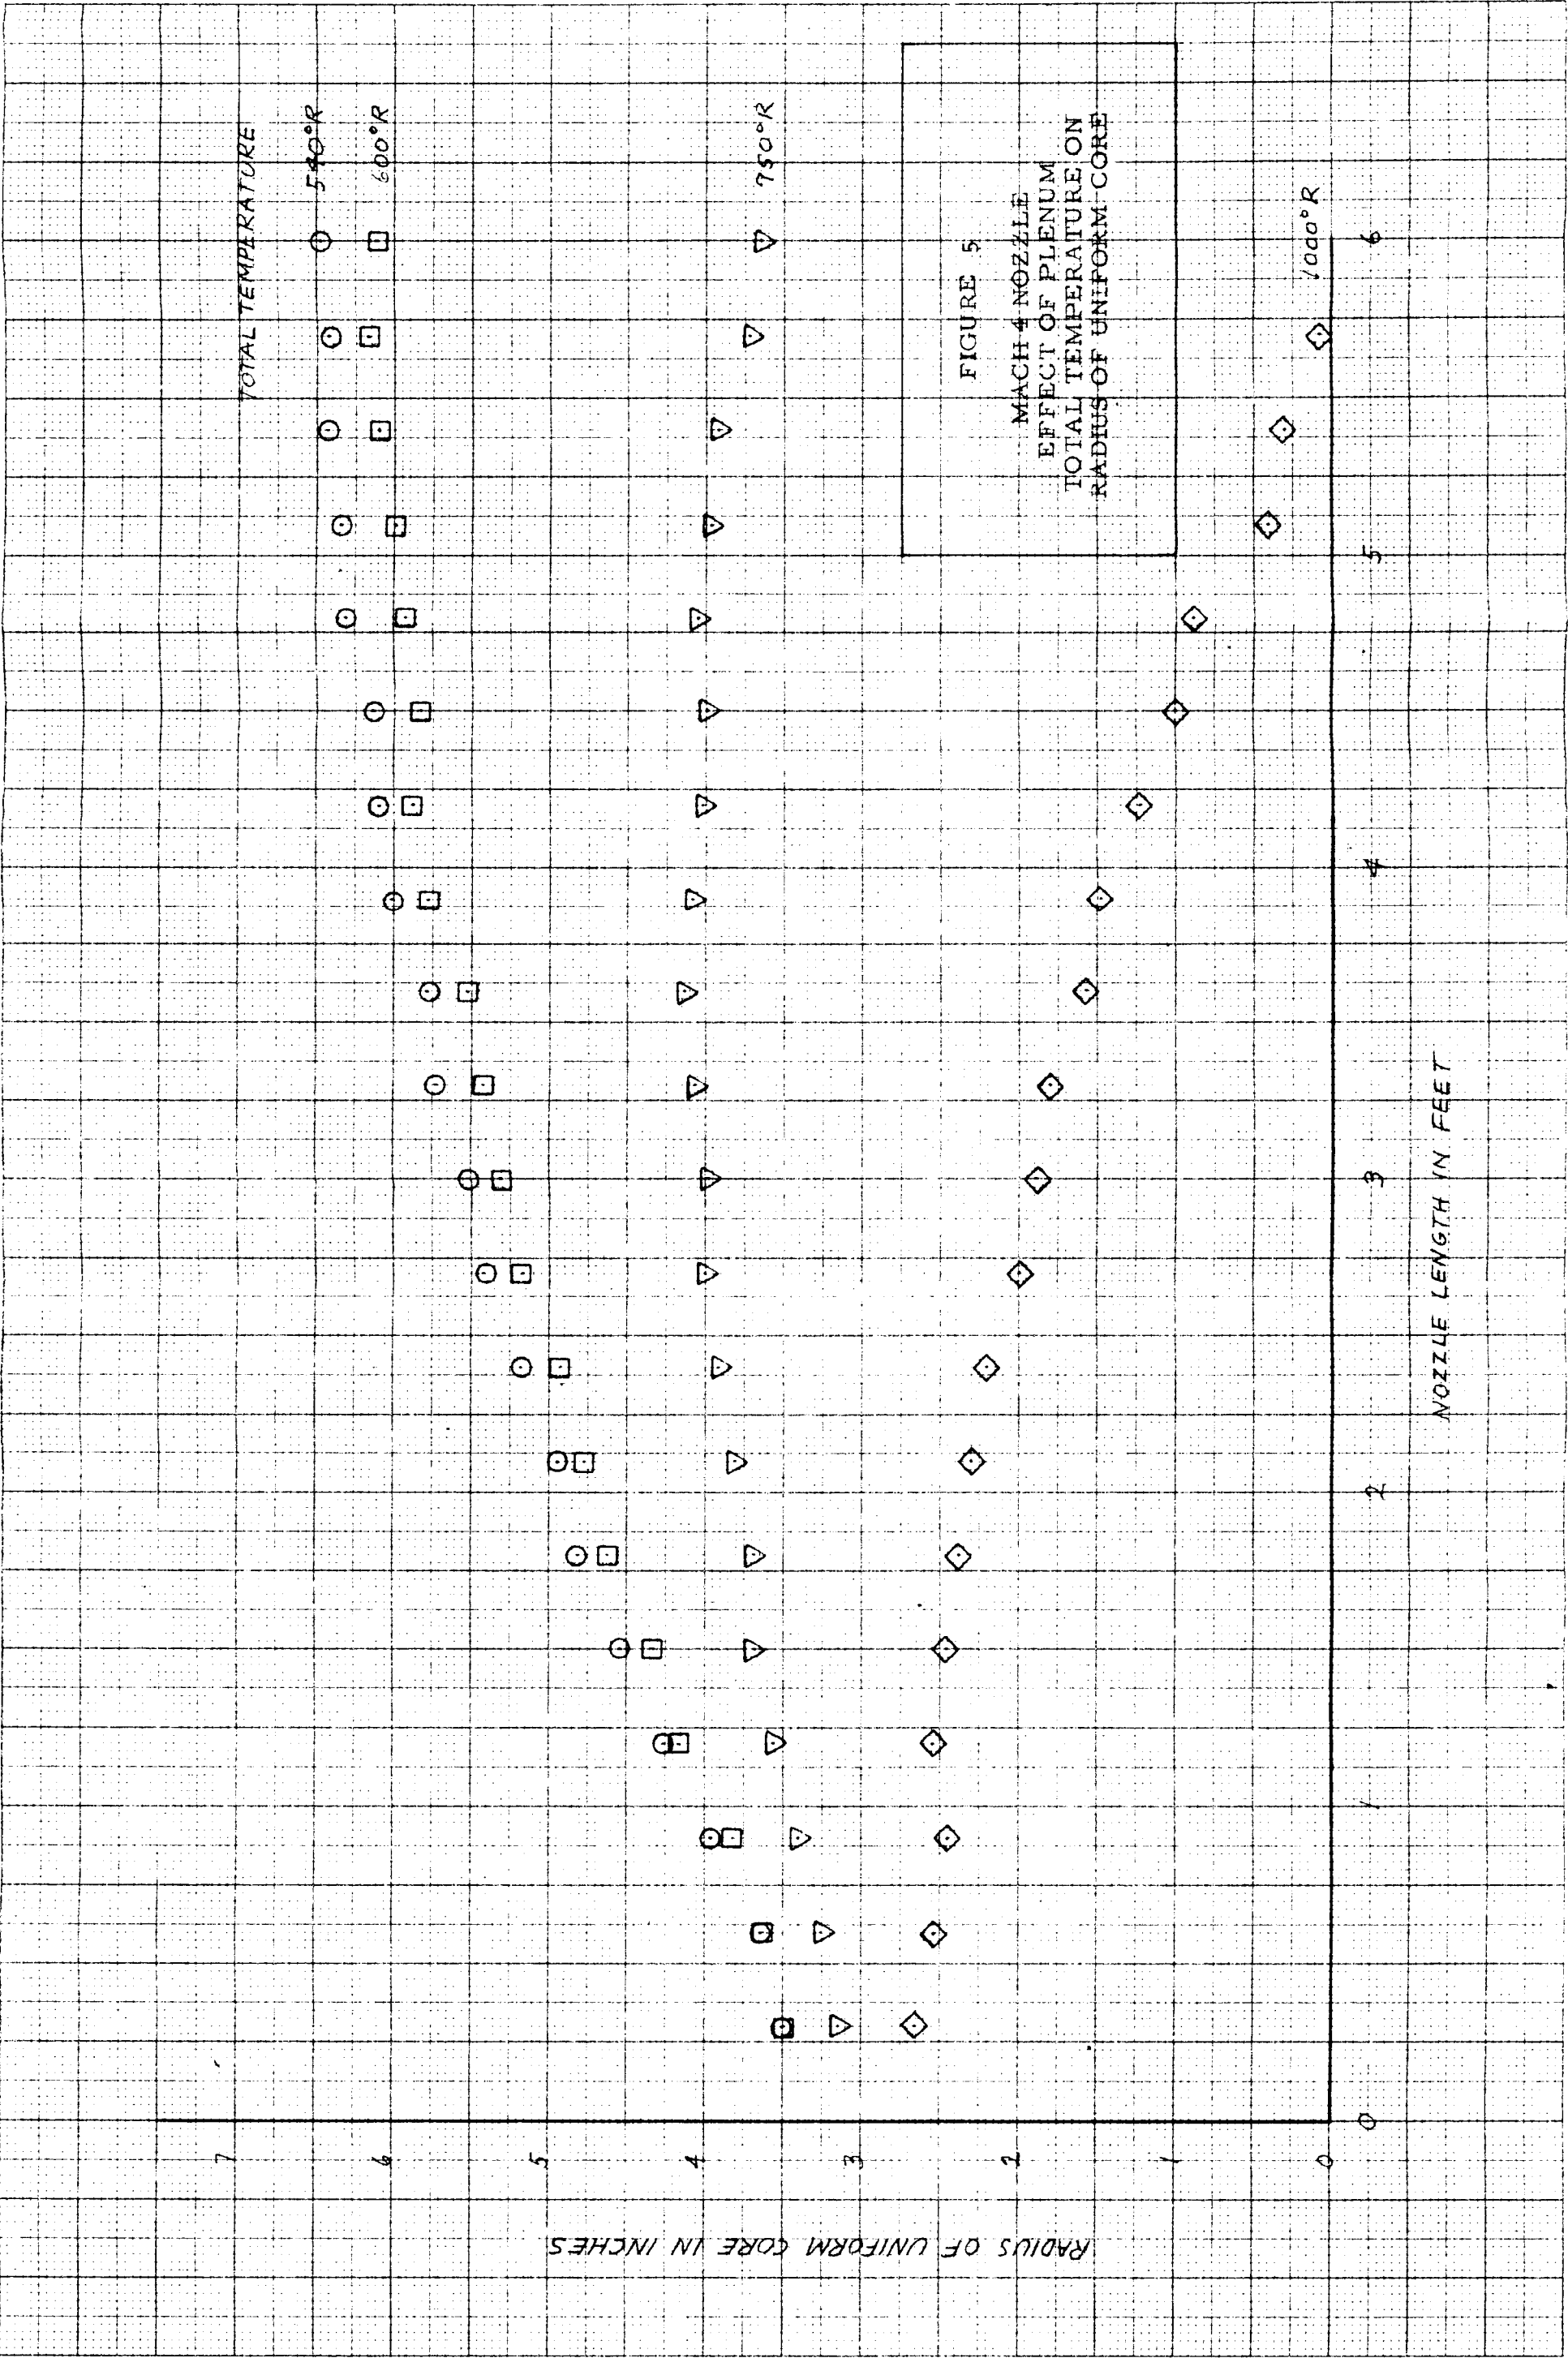 TOTAL TEMPERATURE
540°R
600°R
750°R
1000°R
FIGURE 5
MACH 4 NOZZLE
EFFECT OF PLENUM
TOTAL TEMPERATURE ON
RADIUS OF UNIFORM CORE
7
6
5
4
3
2
1
0
RADIUS OF UNIFORM CORE IN INCHES
0
1
2
3
4
5
6
NOZZLE LENGTH IN FEET